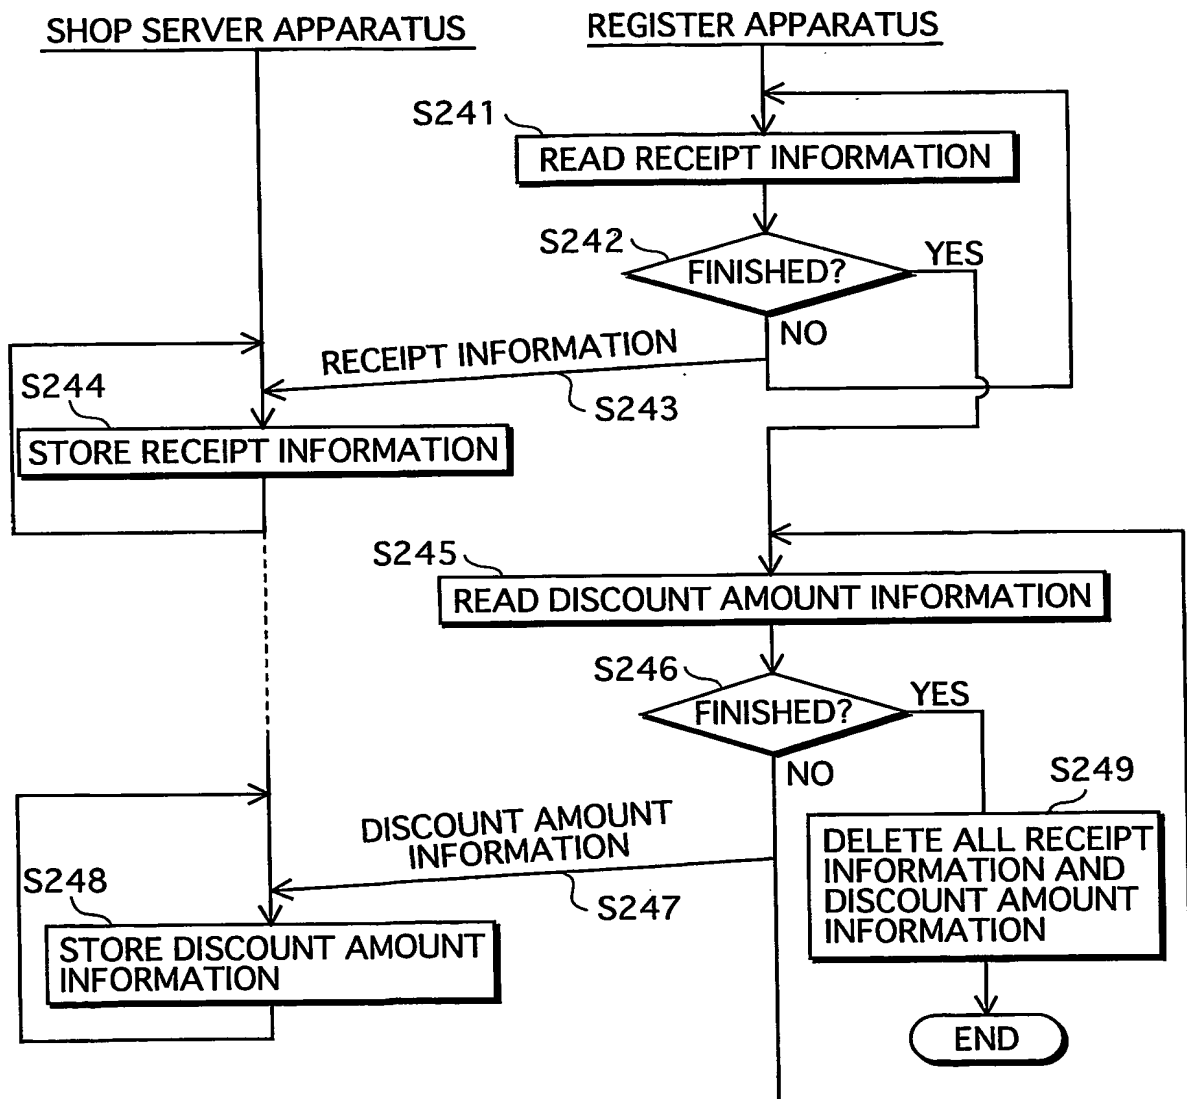 SHOP SERVER APPARATUS
REGISTER APPARATUS
S241
READ RECEIPT INFORMATION
S242
FINISHED?
YES
NO
RECEIPT INFORMATION
S243
S244
STORE RECEIPT INFORMATION
S245
READ DISCOUNT AMOUNT INFORMATION
S246
FINISHED?
YES
NO
S249
DELETE ALL RECEIPT
INFORMATION AND
DISCOUNT AMOUNT
INFORMATION
DISCOUNT AMOUNT
INFORMATION
S247
S248
STORE DISCOUNT AMOUNT
INFORMATION
END